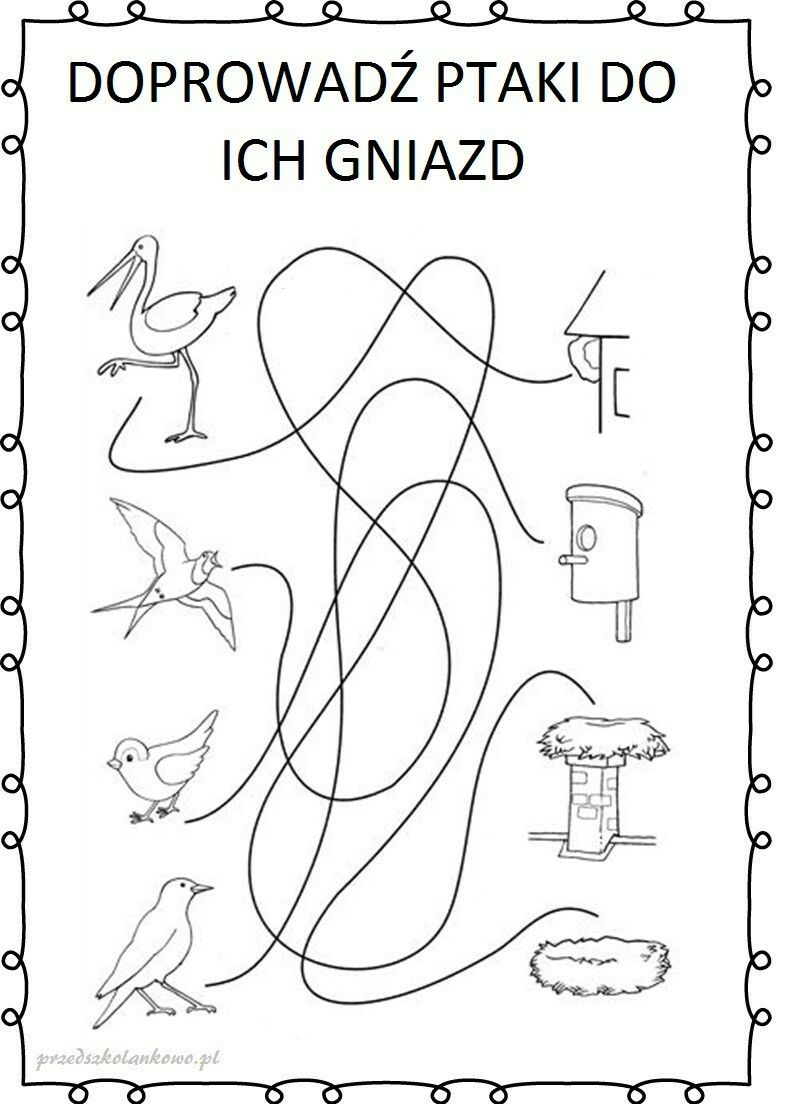 DOPROWADŹ PTAKI DO
ICH GNIAZD
przedszkolankowo.pl